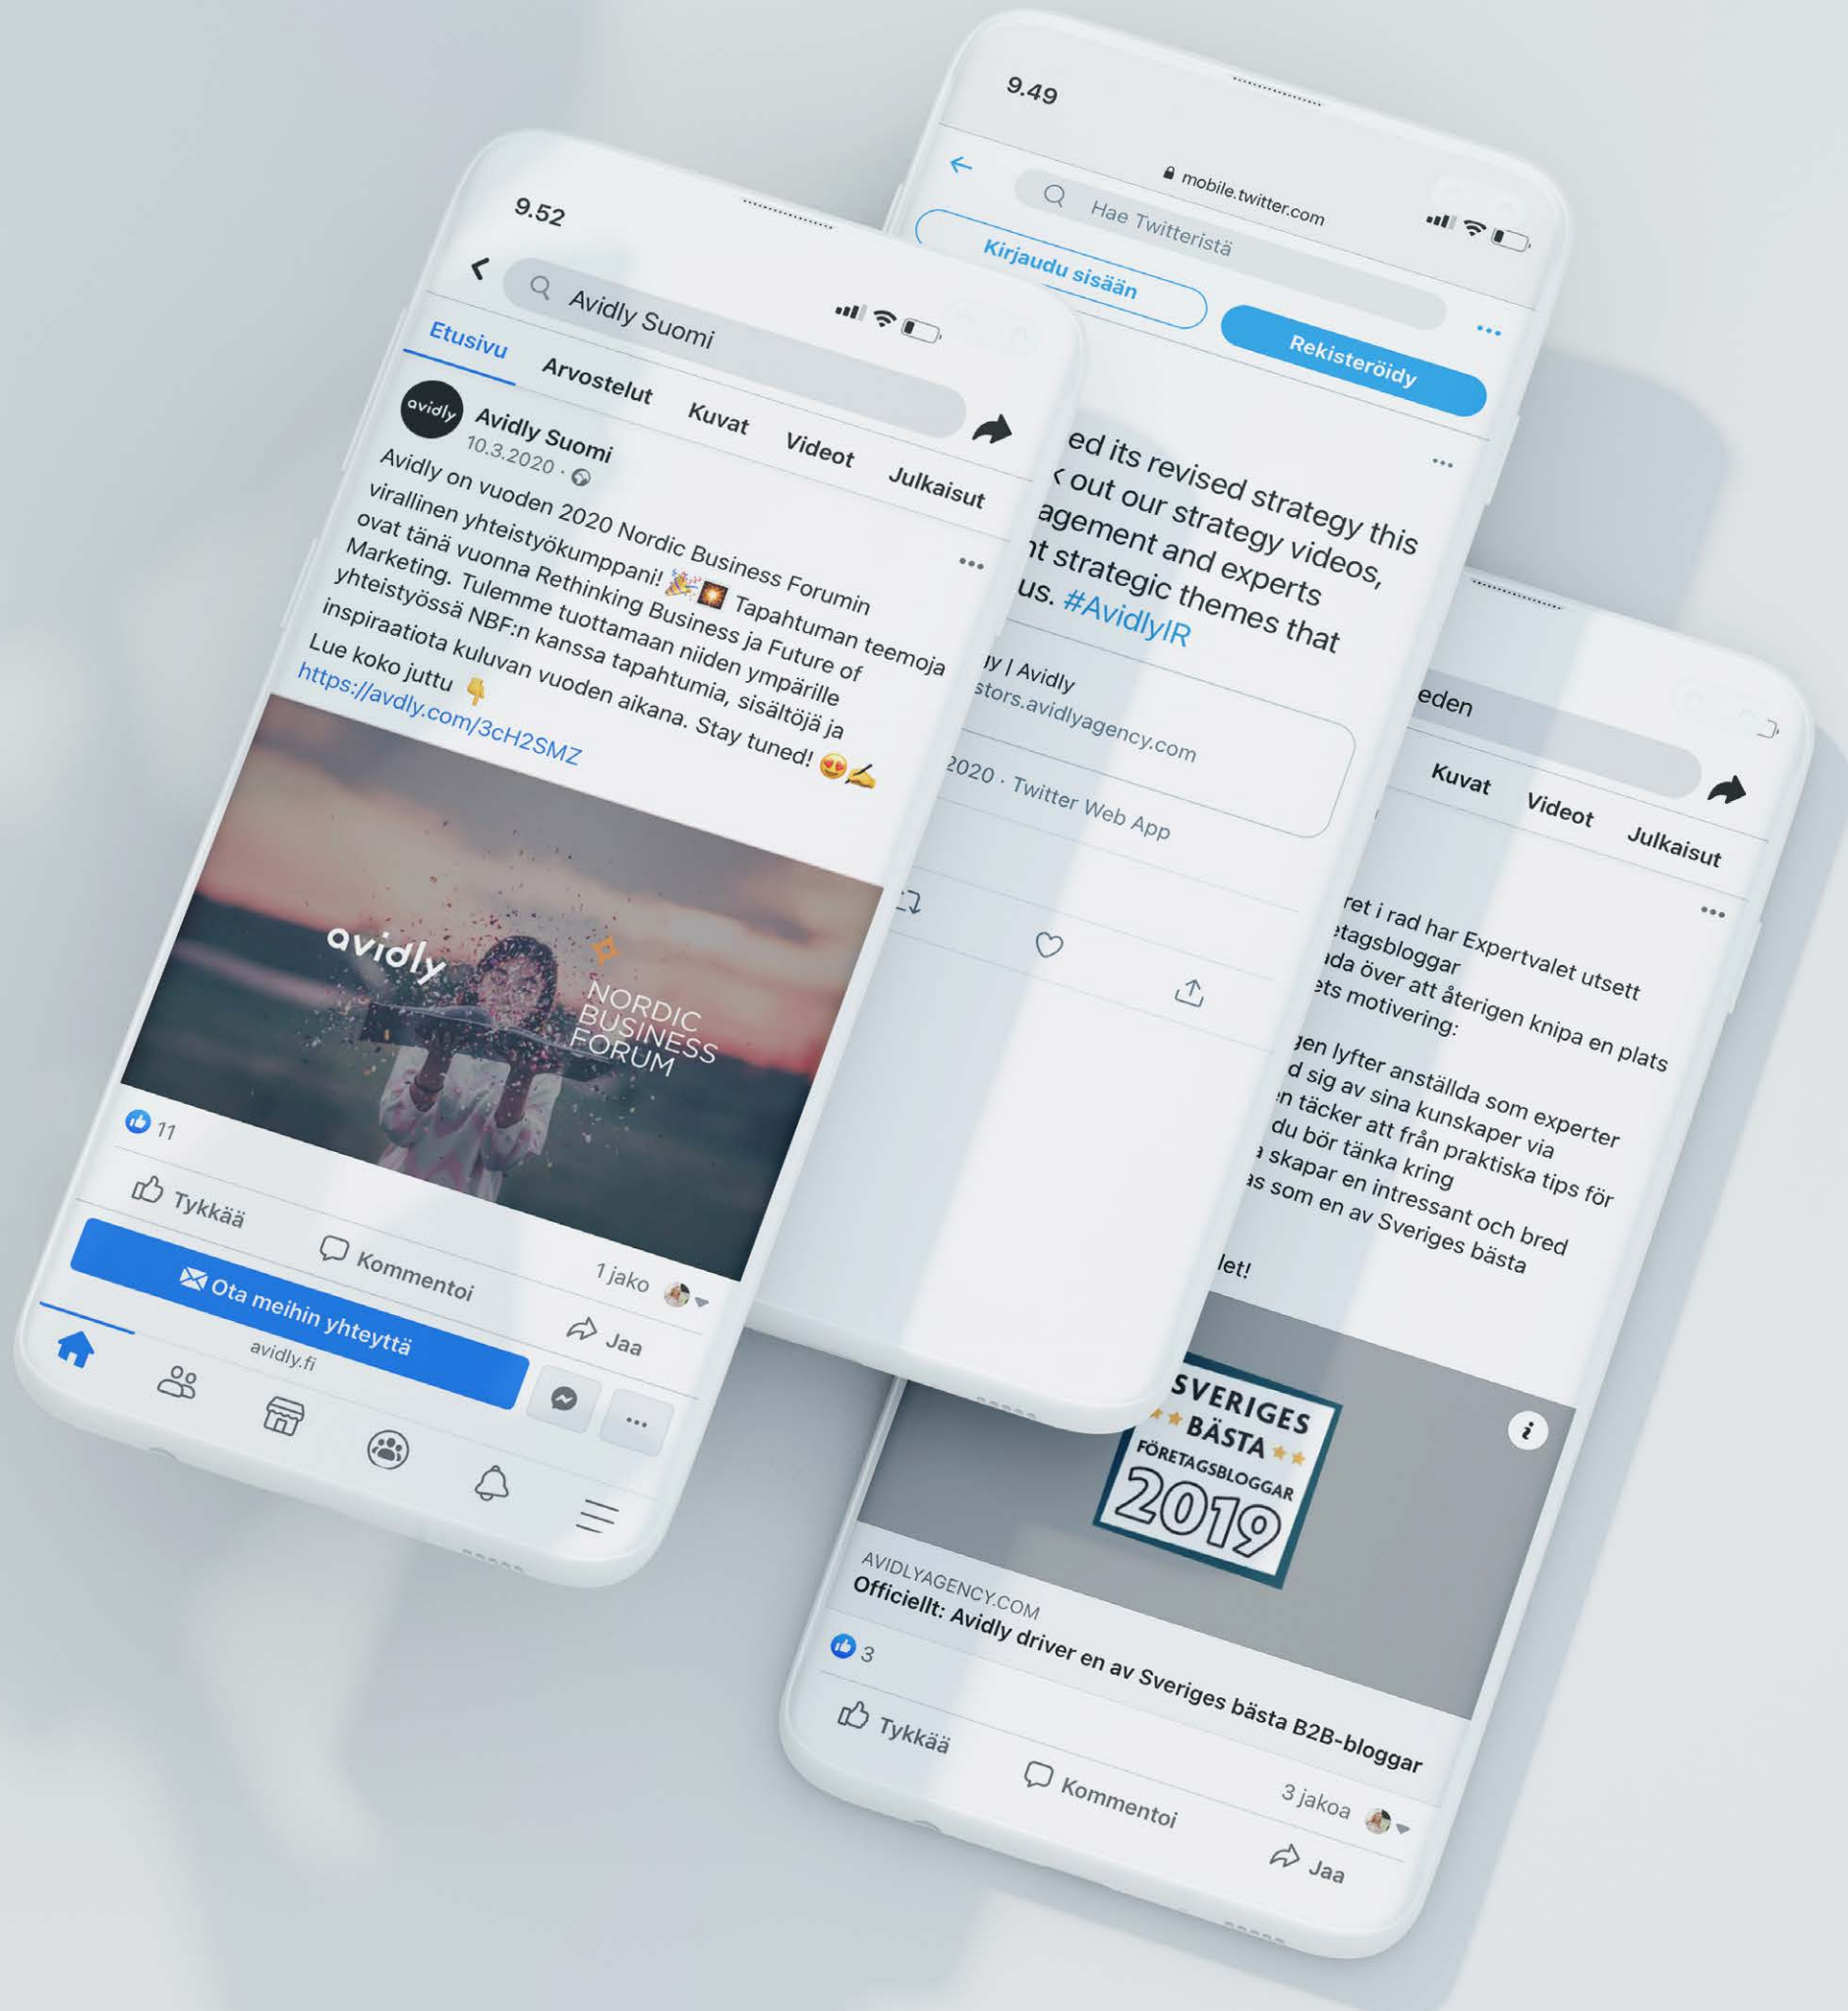 9.52
Avidly Suomi
Etusivu Arvostelut Kuvat Videot Julkaisut
avidly
Avidly Suomi
10.3.2020 ·
Avidly on vuoden 2020 Nordic Business Forumin
virallinen yhteistyökumppani! 🎉🎇 Tapahtuman teemoja
ovat tänä vuonna Rethinking Business ja Future of
Marketing. Tulemme tuottamaan niiden ympärille
yhteistyössä NBF:n kanssa tapahtumia, sisältöjä ja
inspiraatiota kuluvan vuoden aikana. Stay tuned! 😍✍️
Lue koko juttu 👇
https://avdly.com/3cH2SMZ
avidly
NORDIC
BUSINESS
FORUM
11
1 jako
Tykkää Kommentoi Jaa
Ota meihin yhteyttä
avidly.fi
9.49
mobile.twitter.com
Hae Twitteristä
Kirjaudu sisään Rekisteröidy
ed its revised strategy this
out our strategy videos,
agement and experts
nt strategic themes that
us. #AvidlyIR
gy | Avidly
stors.avidlyagency.com
2020 · Twitter Web App
eden
Kuvat Videot Julkaisut
ret i rad har Expertvalet utsett
etagsbloggar
ada över att återigen knipa en plats
ets motivering:
gen lyfter anställda som experter
d sig av sina kunskaper via
en täcker att från praktiska tips för
du bör tänka kring
a skapar en intressant och bred
as som en av Sveriges bästa
let!
SVERIGES
BÄSTA
FÖRETAGSBLOGGAR
2019
AVIDLYAGENCY.COM
Officiellt: Avidly driver en av Sveriges bästa B2B-bloggar
3
3 jakoa
Tykkää Kommentoi Jaa